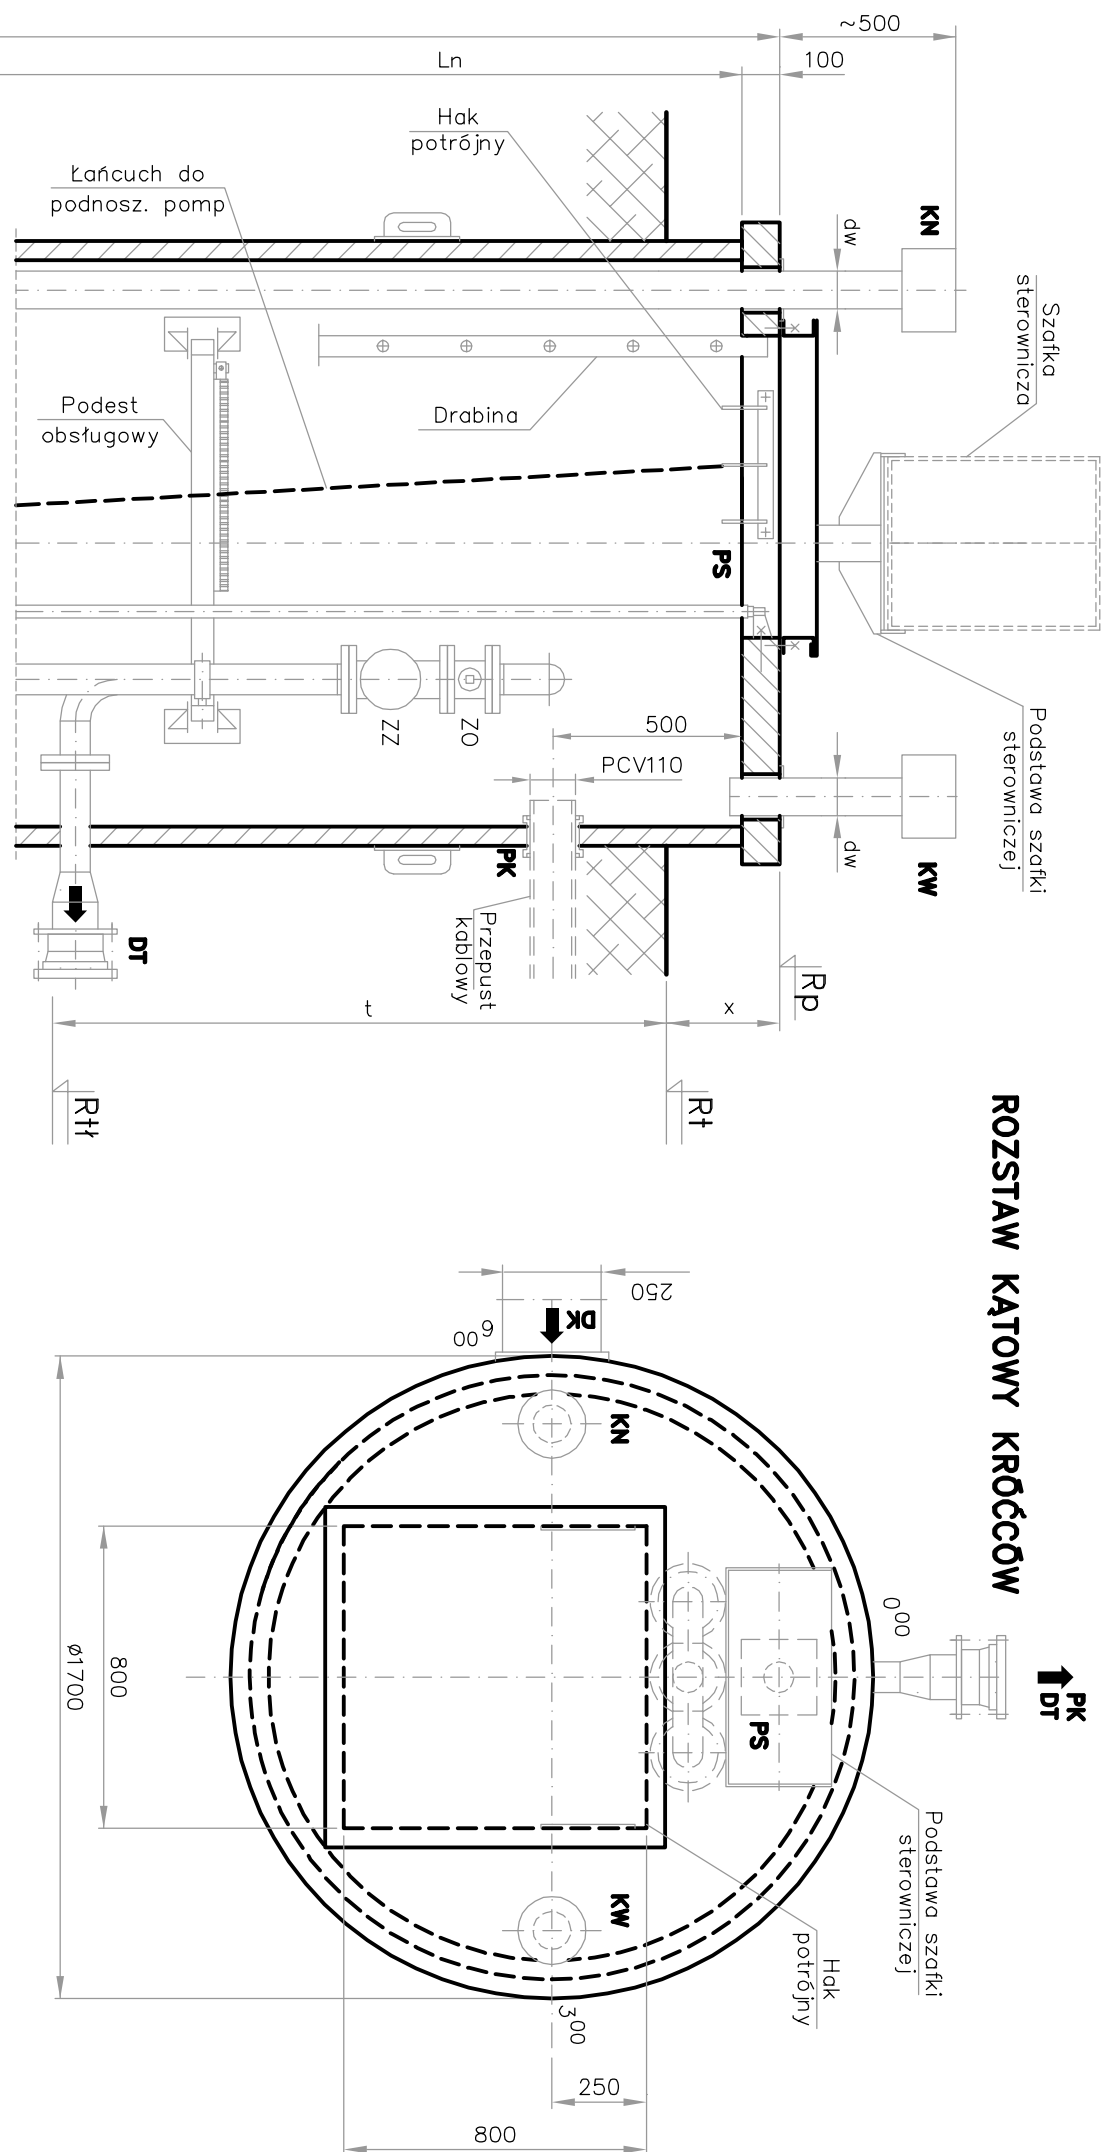 ~500
Ln
100
Hak
potrójny
Łańcuch do
podnosz. pomp
KN
dw
Szafka
sterownicza
Podest
obsługowy
Drabina
PS
Podstawa szafki
sterowniczej
ZZ
ZO
500
PCV110
dw
KW
PK
Przepust
kablowy
DT
Rp
x
t
Rtł
Rt
ROZSTAW KĄTOWY KRÓĆCÓW
250
DK
6⁰⁰
KN
0⁰⁰
PK
DT
PS
800
ø1700
Podstawa szafki
sterowniczej
KW
Hak
potrójny
3⁰⁰
250
800